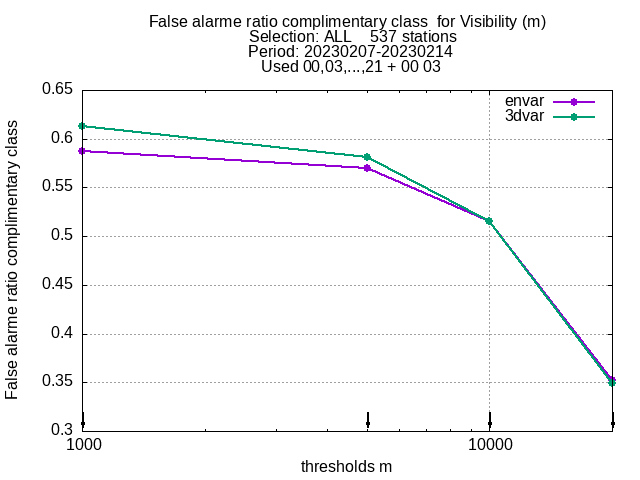 False alarme ratio complimentary class  for Visibility (m)
Selection: ALL    537 stations
Period: 20230207-20230214
Used 00,03,...,21 + 00 03
envar
3dvar
False alarme ratio complimentary class
0.65
0.6
0.55
0.5
0.45
0.4
0.35
0.3
1000
10000
thresholds m